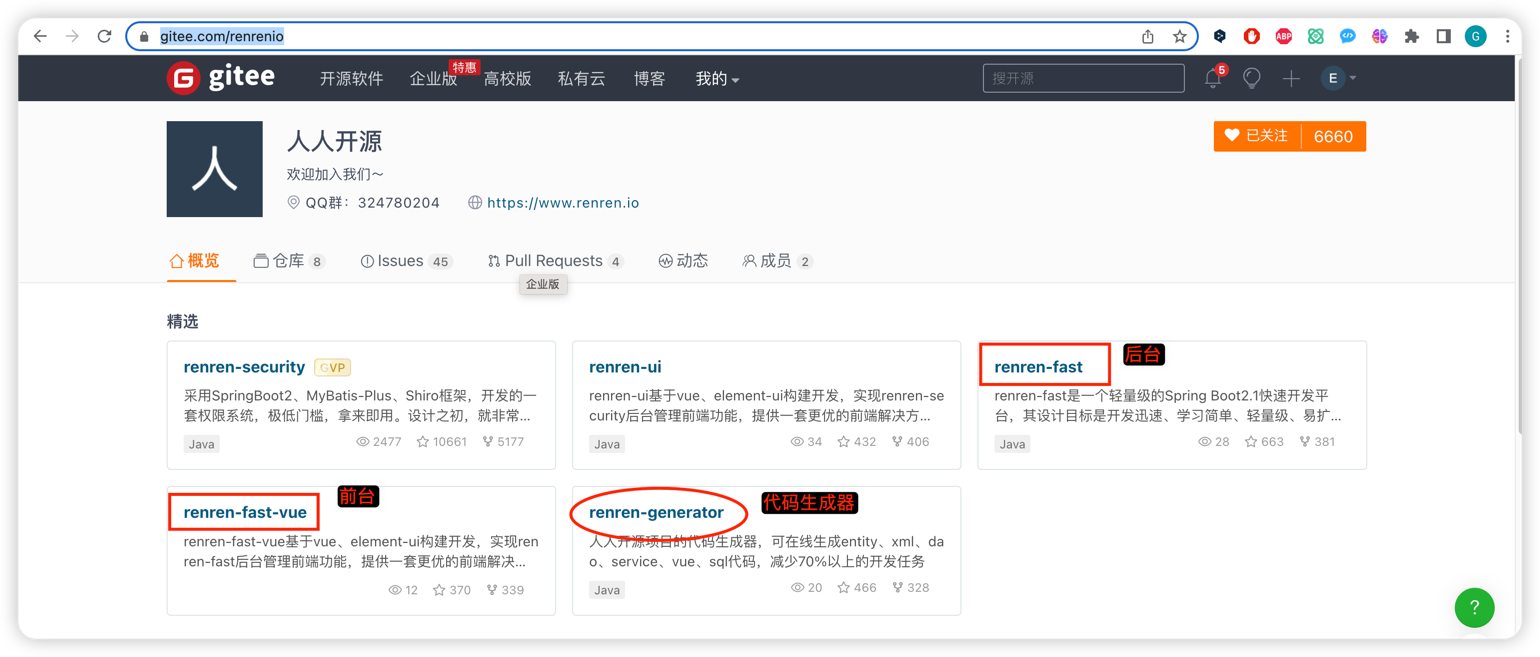 gitee.com/renrenio
ABP
G
G gitee
开源软件
企业版
特惠
高校版
私有云
博客
我的
搜开源
5
E
人
人人开源
欢迎加入我们～
QQ群：324780204
https://www.renren.io
已关注
6660
概览
仓库 8
Issues 45
Pull Requests 4
动态
成员 2
企业版
精选
renren-security GVP
采用SpringBoot2、MyBatis-Plus、Shiro框架，开发的一
套权限系统，极低门槛，拿来即用。设计之初，就非常...
Java
2477 10661 5177
renren-ui
renren-ui基于vue、element-ui构建开发，实现renren-se
curity后台管理前端功能，提供一套更优的前端解决方...
Java
34 432 406
renren-fast
后台
renren-fast是一个轻量级的Spring Boot2.1快速开发平
台，其设计目标是开发迅速、学习简单、轻量级、易扩...
Java
28 663 381
renren-fast-vue
前台
renren-fast-vue基于vue、element-ui构建开发，实现ren
ren-fast后台管理前端功能，提供一套更优的前端解决...
12 370 339
renren-generator
代码生成器
人人开源项目的代码生成器，可在线生成entity、xml、da
o、service、vue、sql代码，减少70%以上的开发任务
Java
20 466 328
?